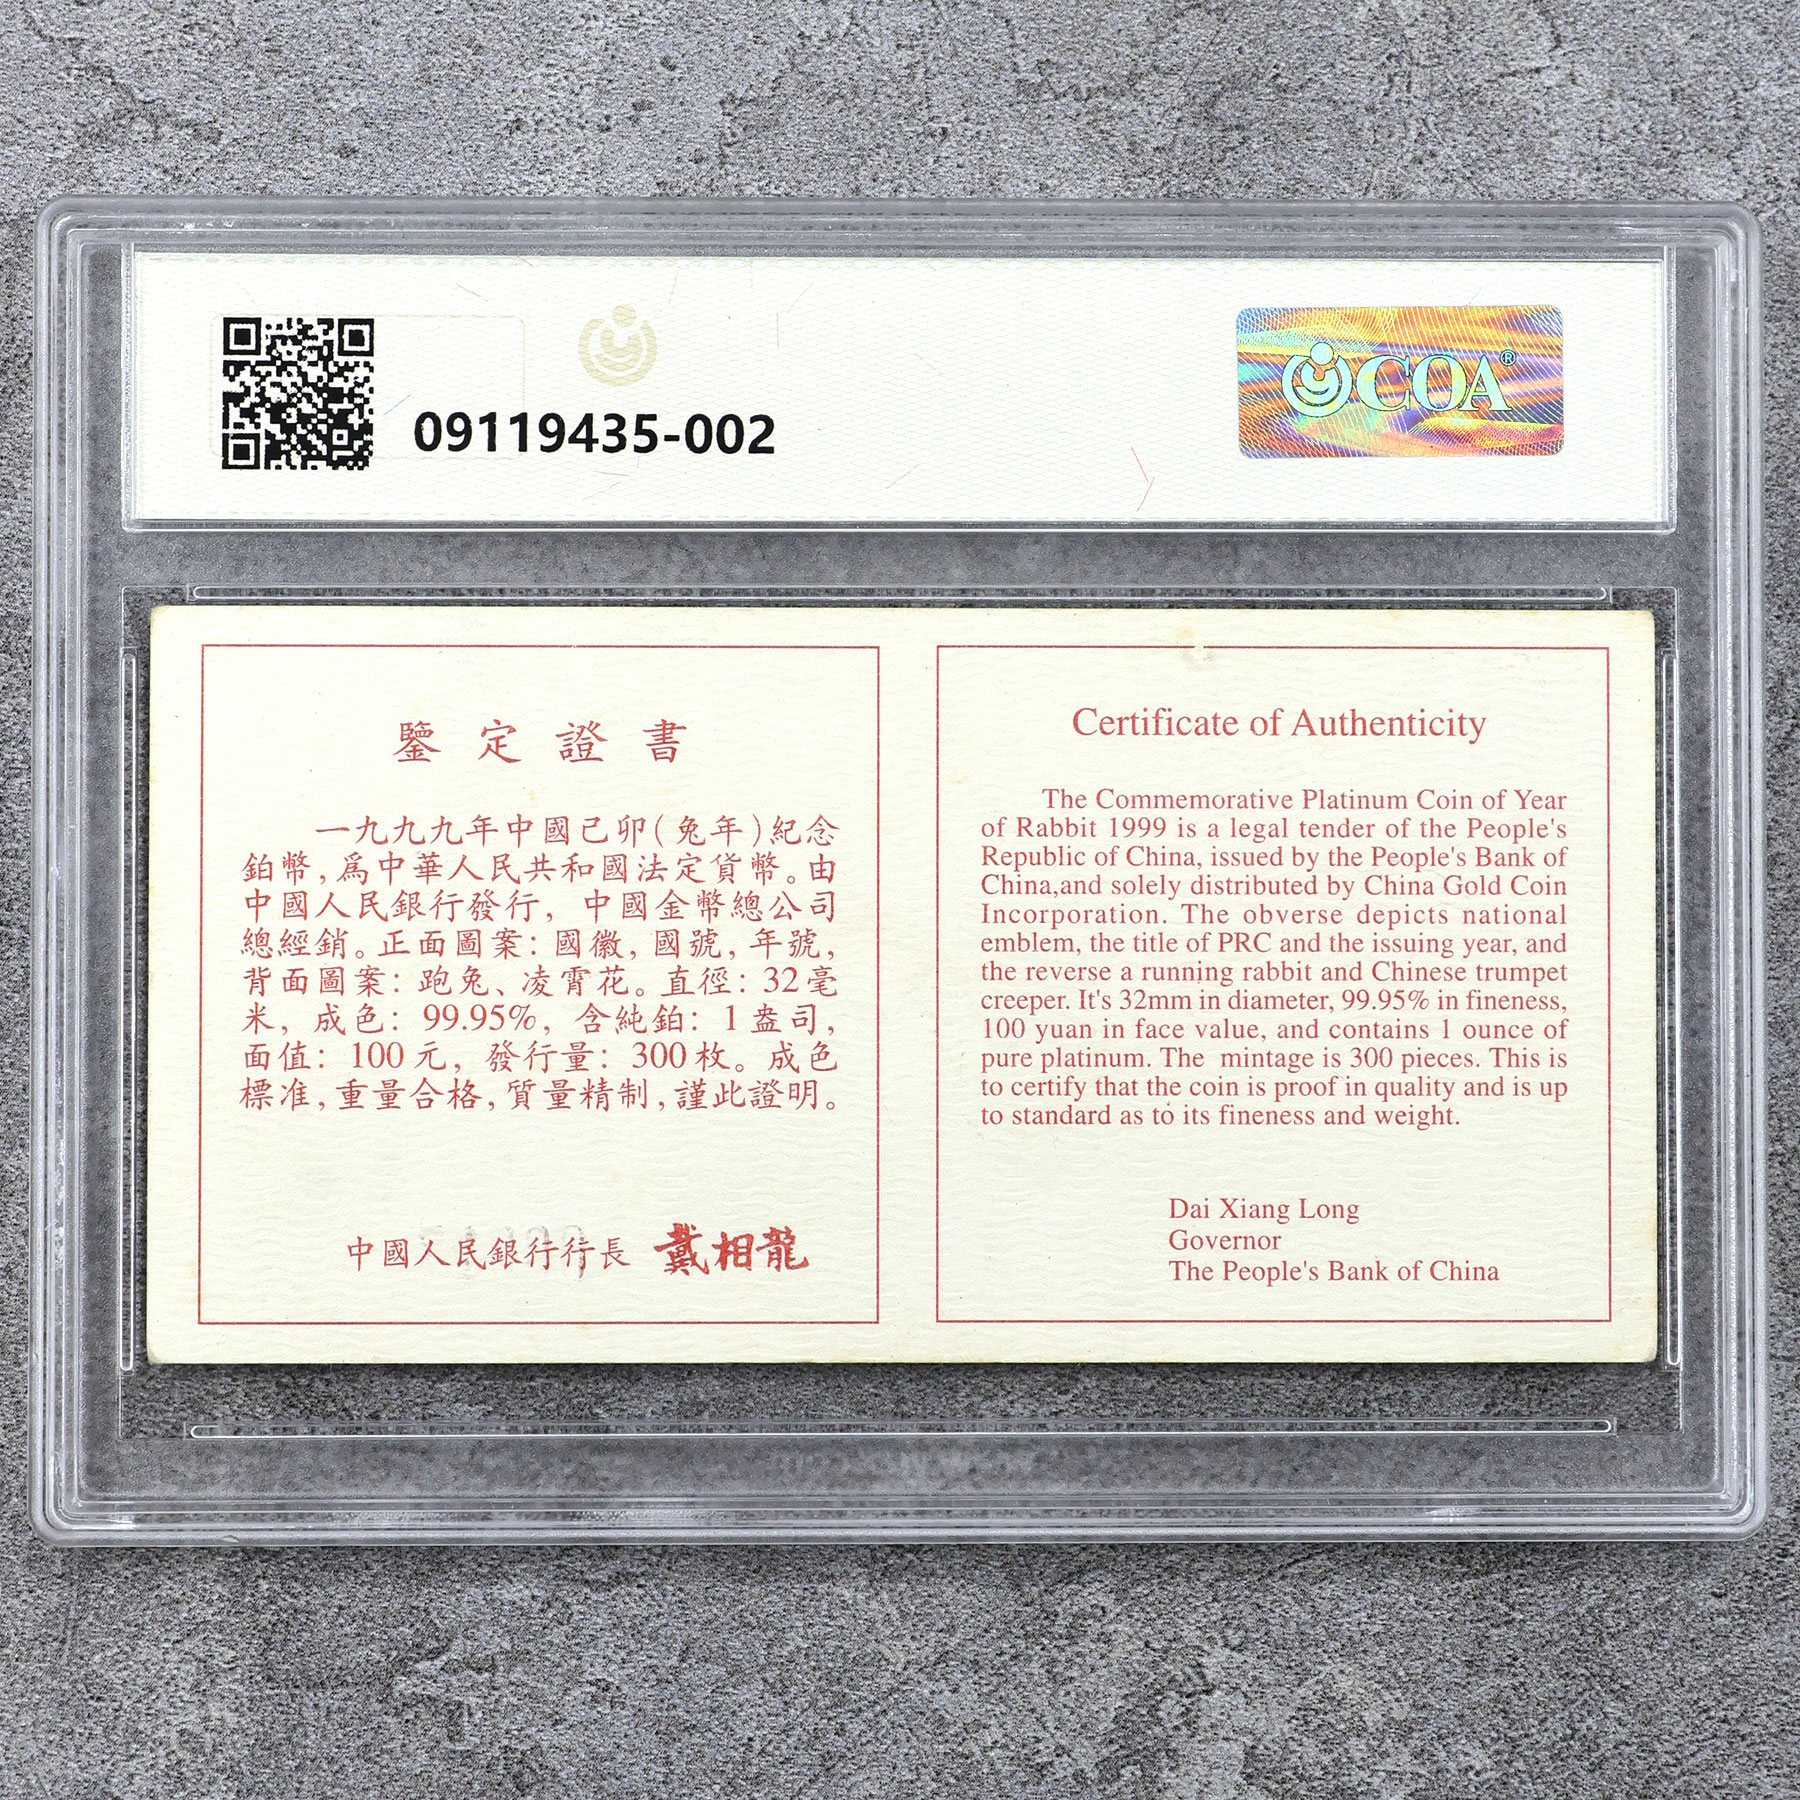 09119435-002
COA®
鑒定證書
一九九九年中國己卯(兔年)紀念
鉑幣,爲中華人民共和國法定貨幣。由
中國人民銀行發行,中國金幣總公司
總經銷。正面圖案:國徽,國號,年號,
背面圖案:跑兔、凌霄花。直徑:32毫
米,成色:99.95%,含純鉑:1盎司,
面值:100元,發行量:300枚。成色
標准,重量合格,質量精制,謹此證明。
中國人民銀行行長 戴相龍
Certificate of Authenticity
The Commemorative Platinum Coin of Year
of Rabbit 1999 is a legal tender of the People's
Republic of China, issued by the People's Bank of
China,and solely distributed by China Gold Coin
Incorporation. The obverse depicts national
emblem, the title of PRC and the issuing year, and
the reverse a running rabbit and Chinese trumpet
creeper. It's 32mm in diameter, 99.95% in fineness,
100 yuan in face value, and contains 1 ounce of
pure platinum. The mintage is 300 pieces. This is
to certify that the coin is proof in quality and is up
to standard as to its fineness and weight.
Dai Xiang Long
Governor
The People's Bank of China